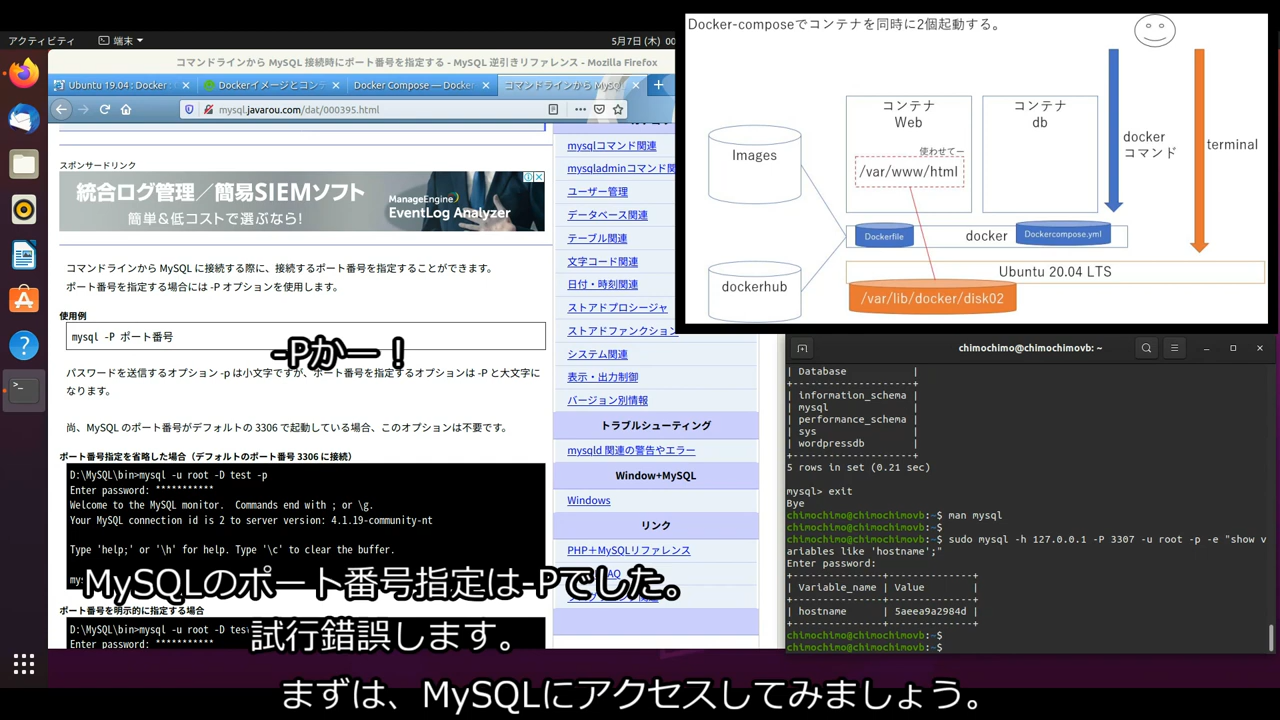 アクティビティ
端末
5月7日 (木) 00
コマンドラインから MySQL 接続時にポート番号を指定する - MySQL 逆引きリファレンス - Mozilla Firefox
Ubuntu 19.04 : Docker :
Dockerイメージとコンテ
Docker Compose — Docke
コマンドラインから MySQ
mysql.javarou.com/dat/000395.html
スポンサードリンク
統合ログ管理／簡易SIEMソフト
簡単&低コストで選ぶなら!
ManageEngine
EventLog Analyzer
コマンドラインから MySQL に接続する際に、接続するポート番号を指定することができます。
ポート番号を指定する場合には -P オプションを使用します。
使用例
mysql -P ポート番号
-Pかー！
パスワードを送信するオプション -p は小文字ですが、ポート番号を指定するオプションは -P と大文字に
なります。
尚、MySQL のポート番号がデフォルトの 3306 で起動している場合、このオプションは不要です。
ポート番号指定を省略した場合（デフォルトのポート番号 3306 に接続）
D:\MySQL\bin>mysql -u root -D test -p
Enter password: ***********
Welcome to the MySQL monitor.  Commands end with ; or \g.
Your MySQL connection id is 2 to server version: 4.1.19-community-nt
Type 'help;' or '\h' for help. Type '\c' to clear the buffer.
ポート番号を明示的に指定する場合
Enter password: ***********
mysqlコマンド関連
mysqladminコマンド関
ユーザー管理
データベース関連
テーブル関連
文字コード関連
日付・時刻関連
ストアドプロシージャ
ストアドファンクション
システム関連
表示・出力制御
バージョン別情報
トラブルシューティング
mysqld 関連の警告やエラー
Window+MySQL
Windows
リンク
PHP＋MySQLリファレンス
Docker-composeでコンテナを同時に2個起動する。
コンテナ
Web
コンテナ
db
使わせてー
/var/www/html
Images
dockerhub
docker
コマンド
terminal
Dockerfile
docker
Dockercompose.yml
Ubuntu 20.04 LTS
/var/lib/docker/disk02
chimochimo@chimochimovb: ~
| Database           |
+--------------------+
| information_schema |
| mysql              |
| performance_schema |
| sys                |
| wordpressdb        |
+--------------------+
5 rows in set (0.21 sec)
mysql> exit
Bye
chimochimo@chimochimovb:~$ man mysql
chimochimo@chimochimovb:~$
chimochimo@chimochimovb:~$ sudo mysql -h 127.0.0.1 -P 3307 -u root -p -e "show v
ariables like 'hostname';"
Enter password:
+---------------+--------------+
| Variable_name | Value        |
+---------------+--------------+
| hostname      | 5aeea9a2984d |
+---------------+--------------+
chimochimo@chimochimovb:~$
chimochimo@chimochimovb:~$
MySQLのポート番号指定は-Pでした。
試行錯誤します。
まずは、MySQLにアクセスしてみましょう。